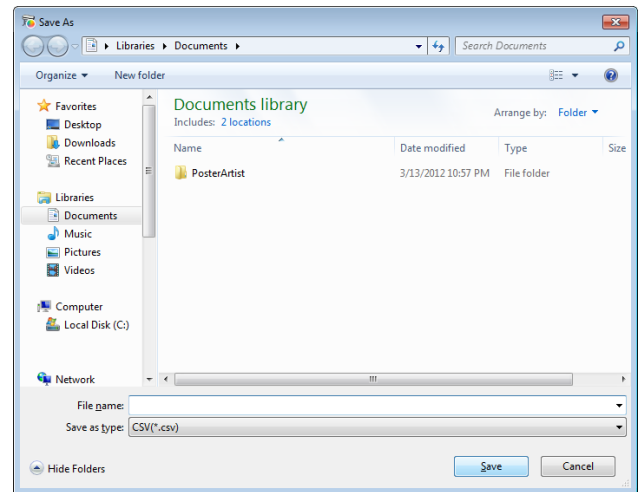 Save As
Libraries Documents
Search Documents
Organize New folder
Favorites
Desktop
Downloads
Recent Places
Libraries
Documents
Music
Pictures
Videos
Computer
Local Disk (C:)
Network
Documents library
Includes: 2 locations
Arrange by: Folder
Name Date modified Type Size
PosterArtist 3/13/2012 10:57 PM File folder
File name:
Save as type: CSV(*.csv)
Hide Folders Save Cancel